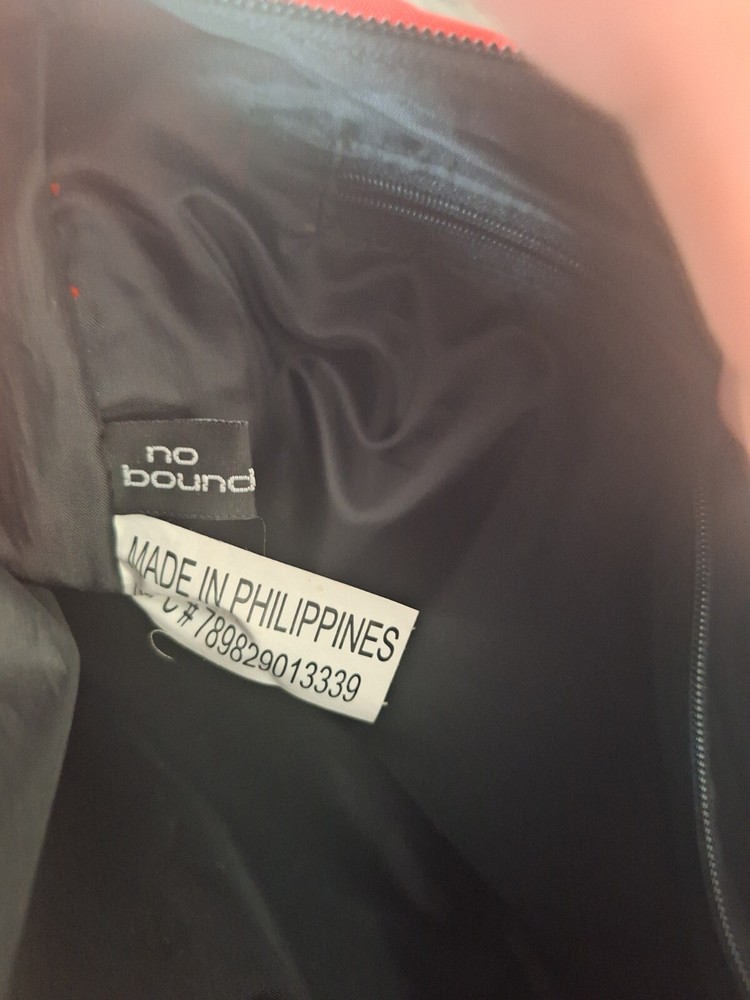 no
bound
MADE IN PHILIPPINES
C#789829013339